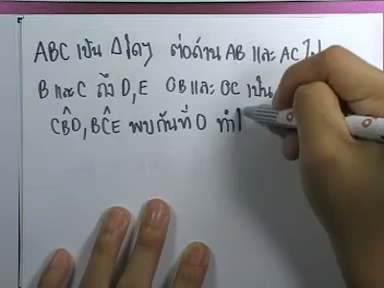 ABC เป็น Δใดๆ ต่อด้าน AB และ AC ไป
B และ C ถึง D,E OB และ OC เป็น
CB̂D, BĈE พบกันที่ O ทำ